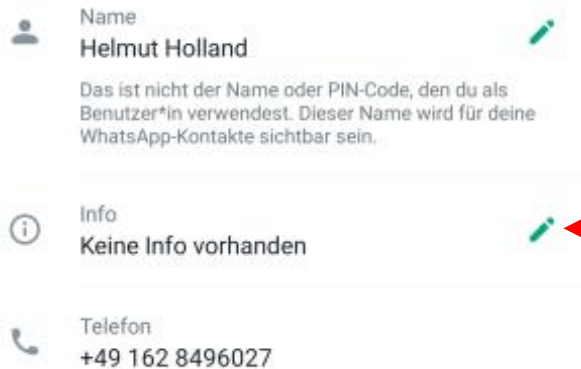 Name
Helmut Holland
Das ist nicht der Name oder PIN-Code, den du als
Benutzer*in verwendest. Dieser Name wird für deine
WhatsApp-Kontakte sichtbar sein.
Info
Keine Info vorhanden
Telefon
+49 162 8496027